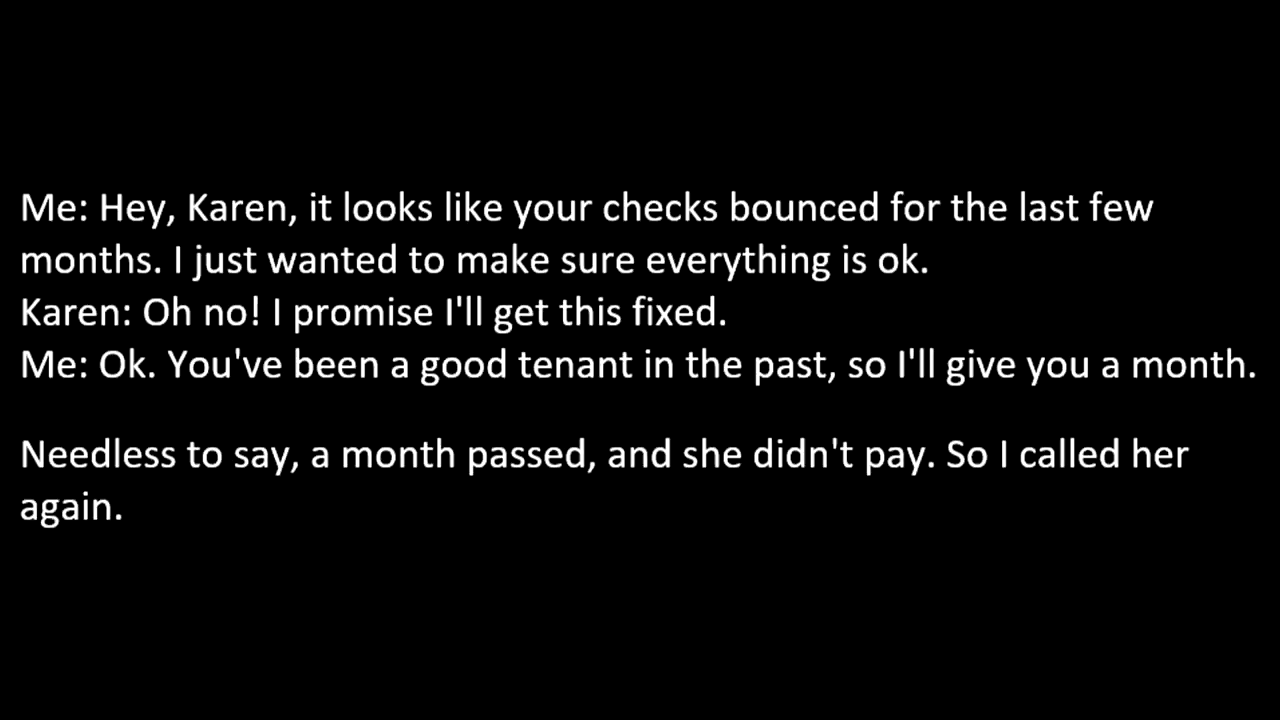 Me: Hey, Karen, it looks like your checks bounced for the last few
months. I just wanted to make sure everything is ok.
Karen: Oh no! I promise I'll get this fixed.
Me: Ok. You've been a good tenant in the past, so I'll give you a month.
Needless to say, a month passed, and she didn't pay. So I called her
again.